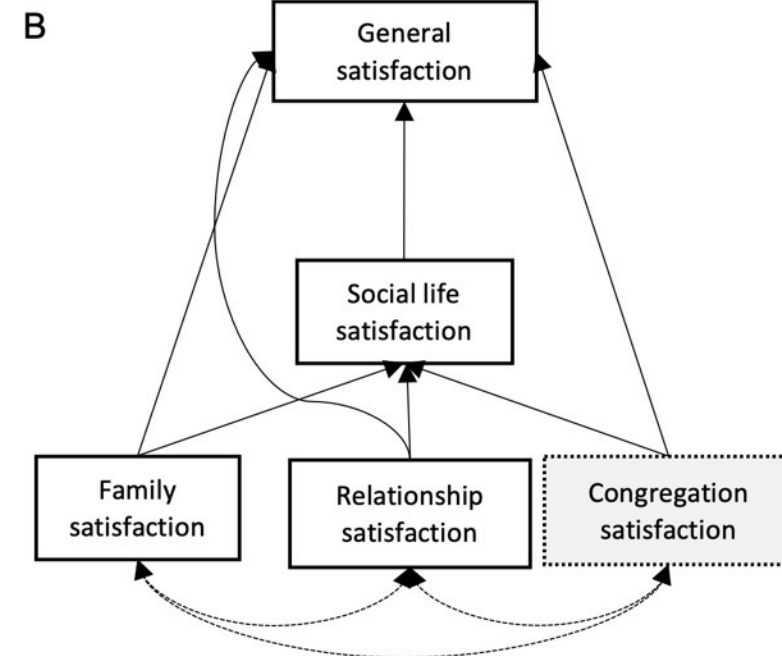 B
General
satisfaction
Social life
satisfaction
Family
satisfaction
Relationship
satisfaction
Congregation
satisfaction